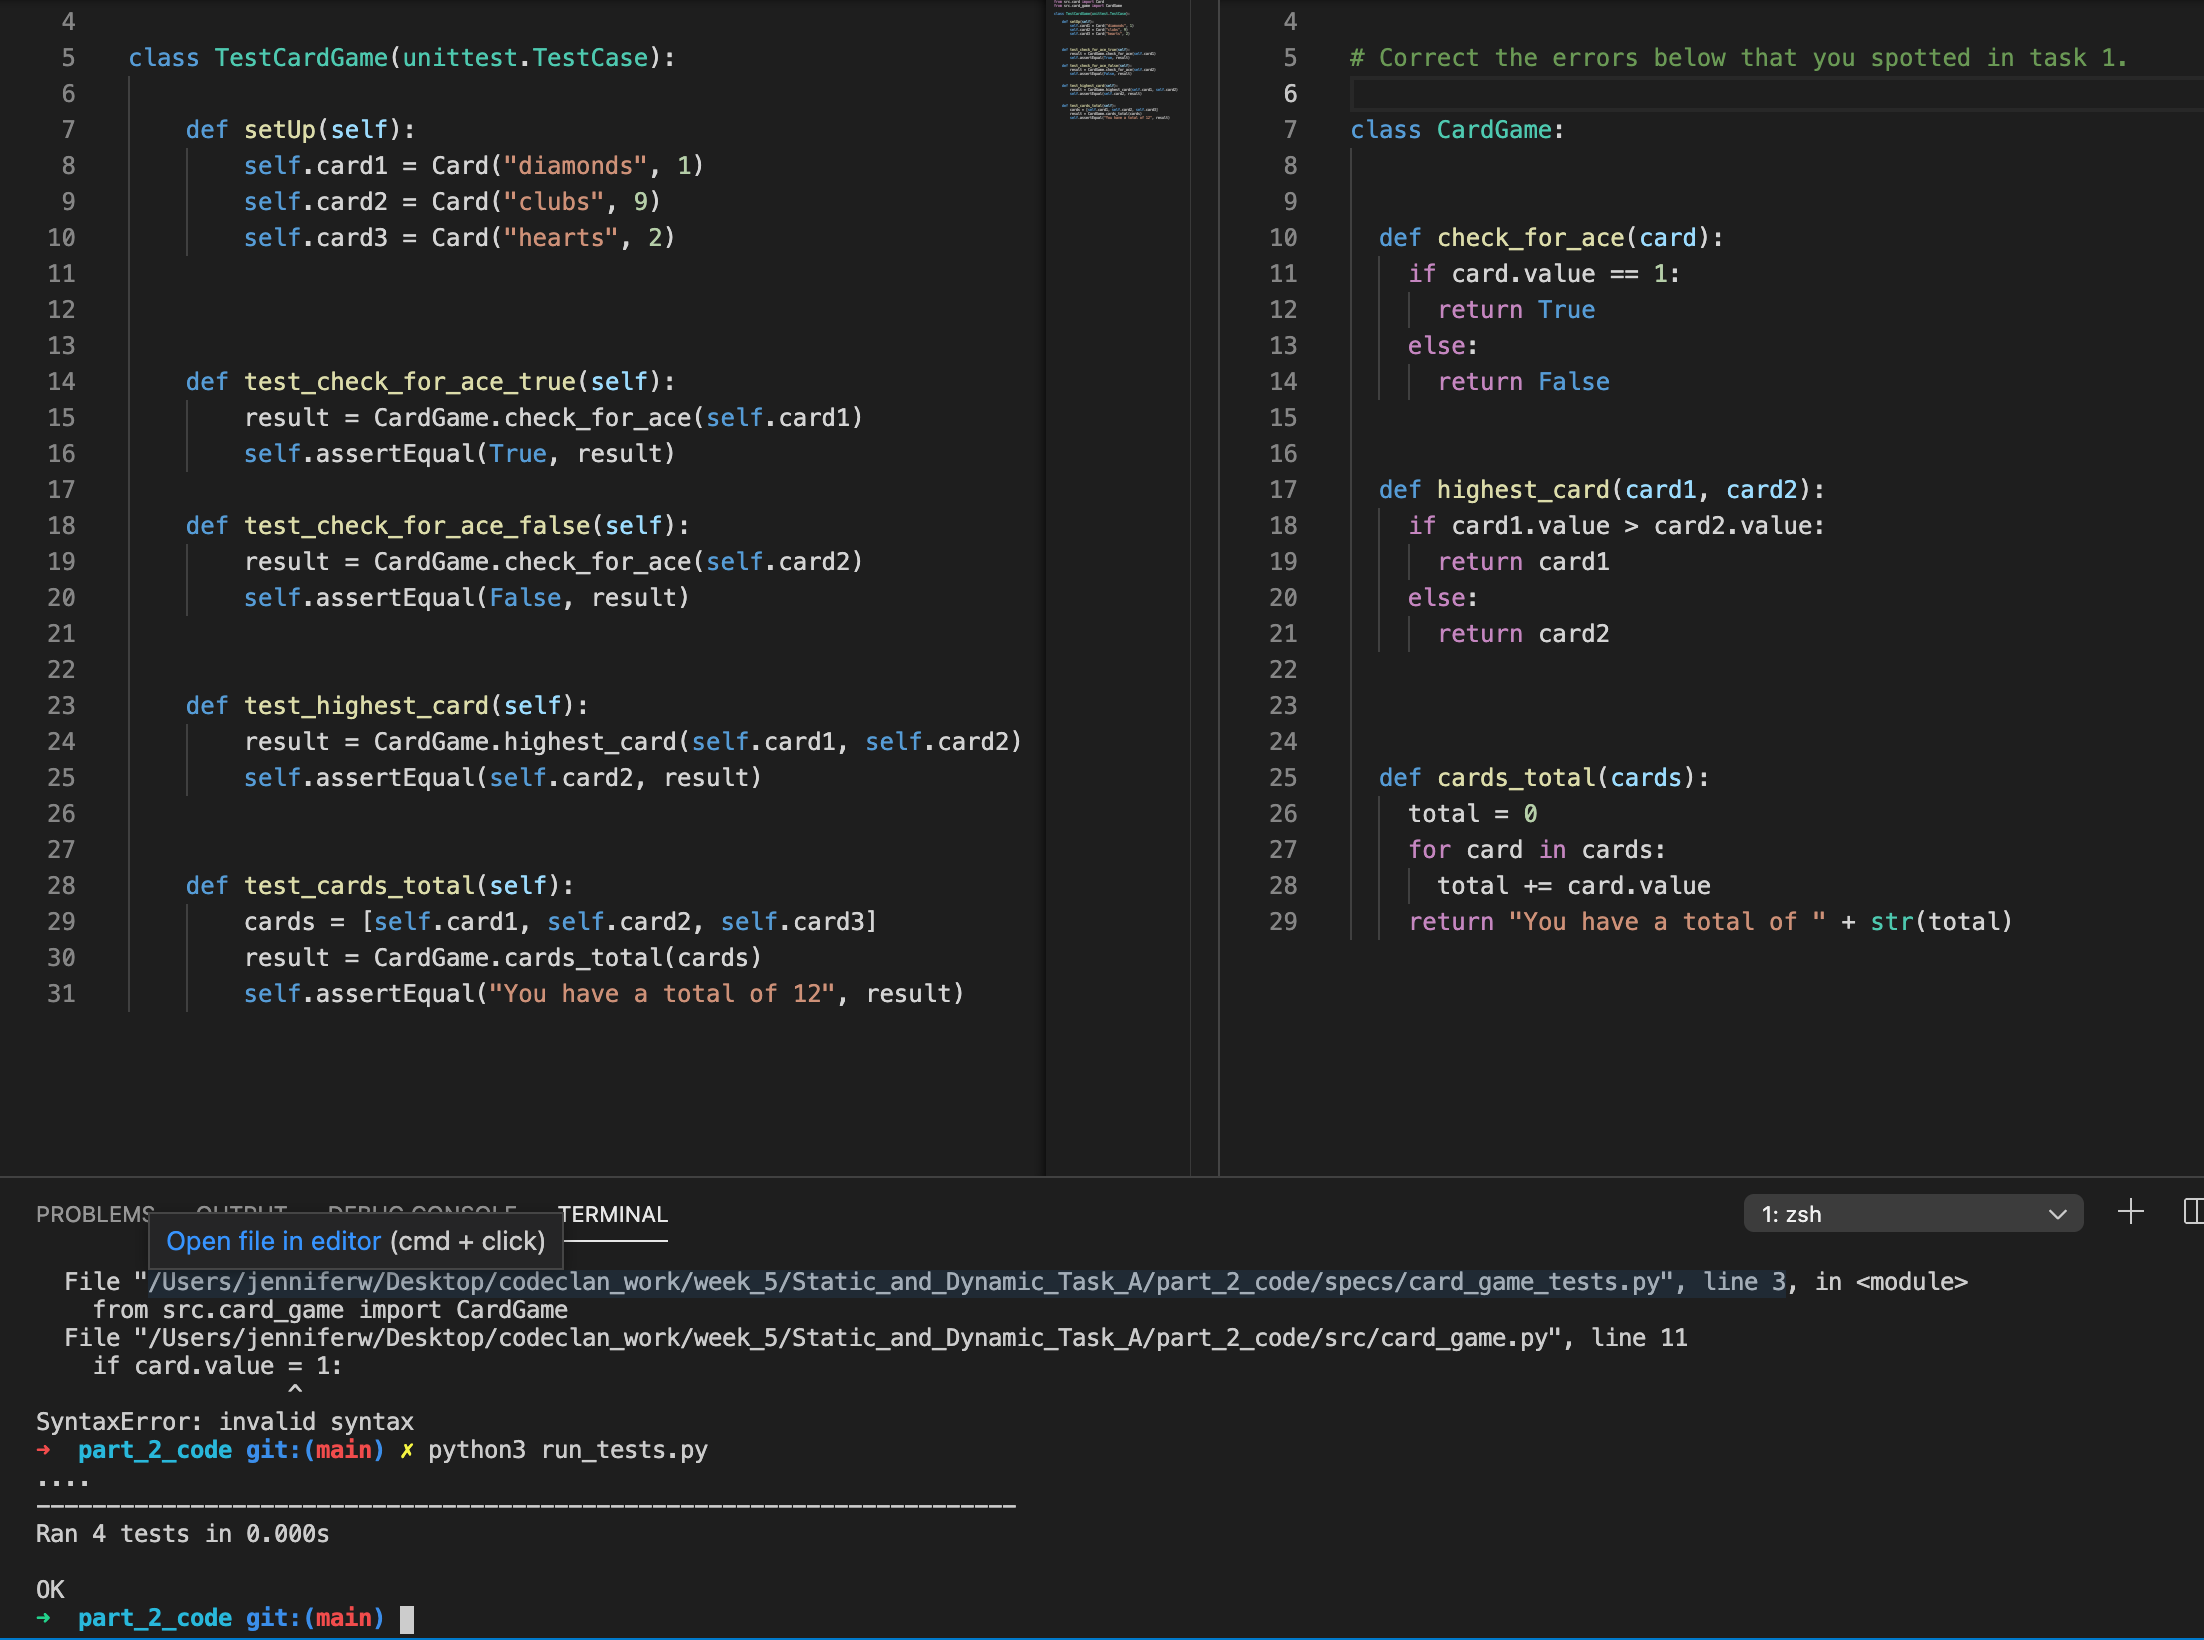 4
5 class TestCardGame(unittest.TestCase):
6
7 def setUp(self):
8 self.card1 = Card("diamonds", 1)
9 self.card2 = Card("clubs", 9)
10 self.card3 = Card("hearts", 2)
11
12
13
14 def test_check_for_ace_true(self):
15 result = CardGame.check_for_ace(self.card1)
16 self.assertEqual(True, result)
17
18 def test_check_for_ace_false(self):
19 result = CardGame.check_for_ace(self.card2)
20 self.assertEqual(False, result)
21
22
23 def test_highest_card(self):
24 result = CardGame.highest_card(self.card1, self.card2)
25 self.assertEqual(self.card2, result)
26
27
28 def test_cards_total(self):
29 cards = [self.card1, self.card2, self.card3]
30 result = CardGame.cards_total(cards)
31 self.assertEqual("You have a total of 12", result)
4
5 # Correct the errors below that you spotted in task 1.
6
7 class CardGame:
8
9
10 def check_for_ace(card):
11 if card.value == 1:
12 return True
13 else:
14 return False
15
16
17 def highest_card(card1, card2):
18 if card1.value > card2.value:
19 return card1
20 else:
21 return card2
22
23
24
25 def cards_total(cards):
26 total = 0
27 for card in cards:
28 total += card.value
29 return "You have a total of " + str(total)
PROBLEMS OUTPUT DEBUG CONSOLE TERMINAL
1: zsh
Open file in editor (cmd + click)
File "/Users/jenniferw/Desktop/codeclan_work/week_5/Static_and_Dynamic_Task_A/part_2_code/specs/card_game_tests.py", line 3, in <module>
from src.card_game import CardGame
File "/Users/jenniferw/Desktop/codeclan_work/week_5/Static_and_Dynamic_Task_A/part_2_code/src/card_game.py", line 11
if card.value = 1:
^
SyntaxError: invalid syntax
➜ part_2_code git:(main) ✗ python3 run_tests.py
....
----------------------------------------------------------------------
Ran 4 tests in 0.000s
OK
➜ part_2_code git:(main)